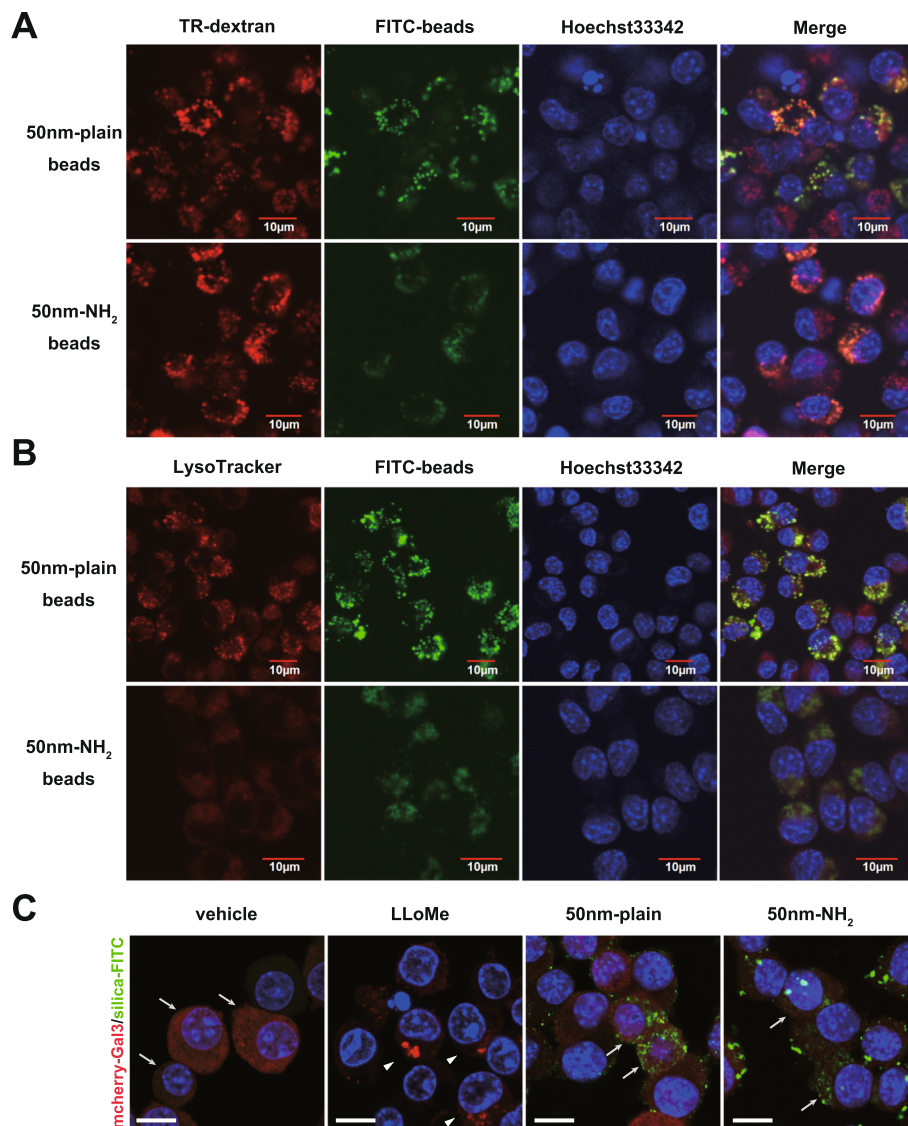 A
TR-dextran FITC-beads Hoechst33342 Merge
50nm-plain
beads
10µm 10µm 10µm 10µm
50nm-NH₂
beads
10µm 10µm 10µm 10µm
B
LysoTracker FITC-beads Hoechst33342 Merge
50nm-plain
beads
10µm 10µm 10µm 10µm
50nm-NH₂
beads
10µm 10µm 10µm 10µm
C
vehicle LLoMe 50nm-plain 50nm-NH₂
mcherry-Gal3/silica-FITC